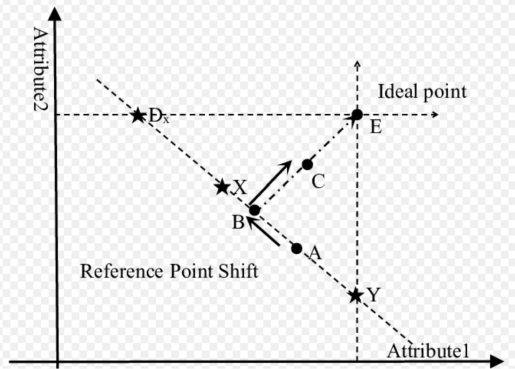 Attribute2
Ideal point
Dx
E
C
X
B
A
Reference Point Shift
Y
Attribute1